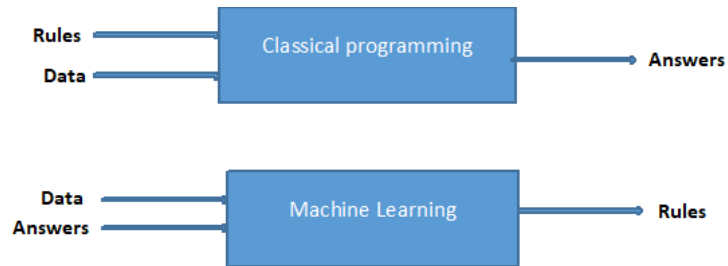 Rules
Classical programming
Data
Answers
Data
Answers
Machine Learning
Rules